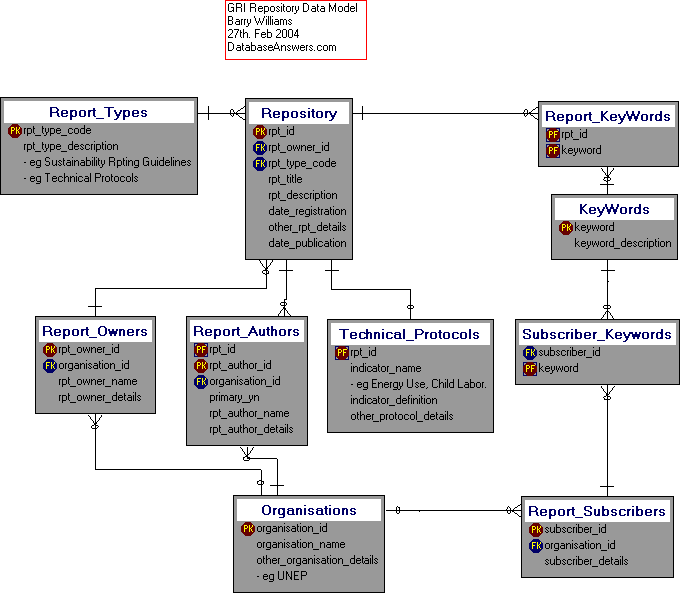 GRI Repository Data Model
Barry Williams
27th. Feb 2004
DatabaseAnswers.com
Report_Types
PK rpt_type_code
rpt_type_description
- eg Sustainability Rpting Guidelines
- eg Technical Protocols
Repository
PK rpt_id
FK rpt_owner_id
FK rpt_type_code
rpt_title
rpt_description
date_registration
other_rpt_details
date_publication
Report_KeyWords
PF rpt_id
PF keyword
KeyWords
PK keyword
keyword_description
Report_Owners
PK rpt_owner_id
FK organisation_id
rpt_owner_name
rpt_owner_details
Report_Authors
PF rpt_id
PK rpt_author_id
FK organisation_id
primary_yn
rpt_author_name
rpt_author_details
Technical_Protocols
PF rpt_id
indicator_name
- eg Energy Use, Child Labor.
indicator_definition
other_protocol_details
Subscriber_Keywords
FK subscriber_id
PF keyword
Organisations
PK organisation_id
organisation_name
other_organisation_details
- eg UNEP
Report_Subscribers
PK subscriber_id
FK organisation_id
subscriber_details